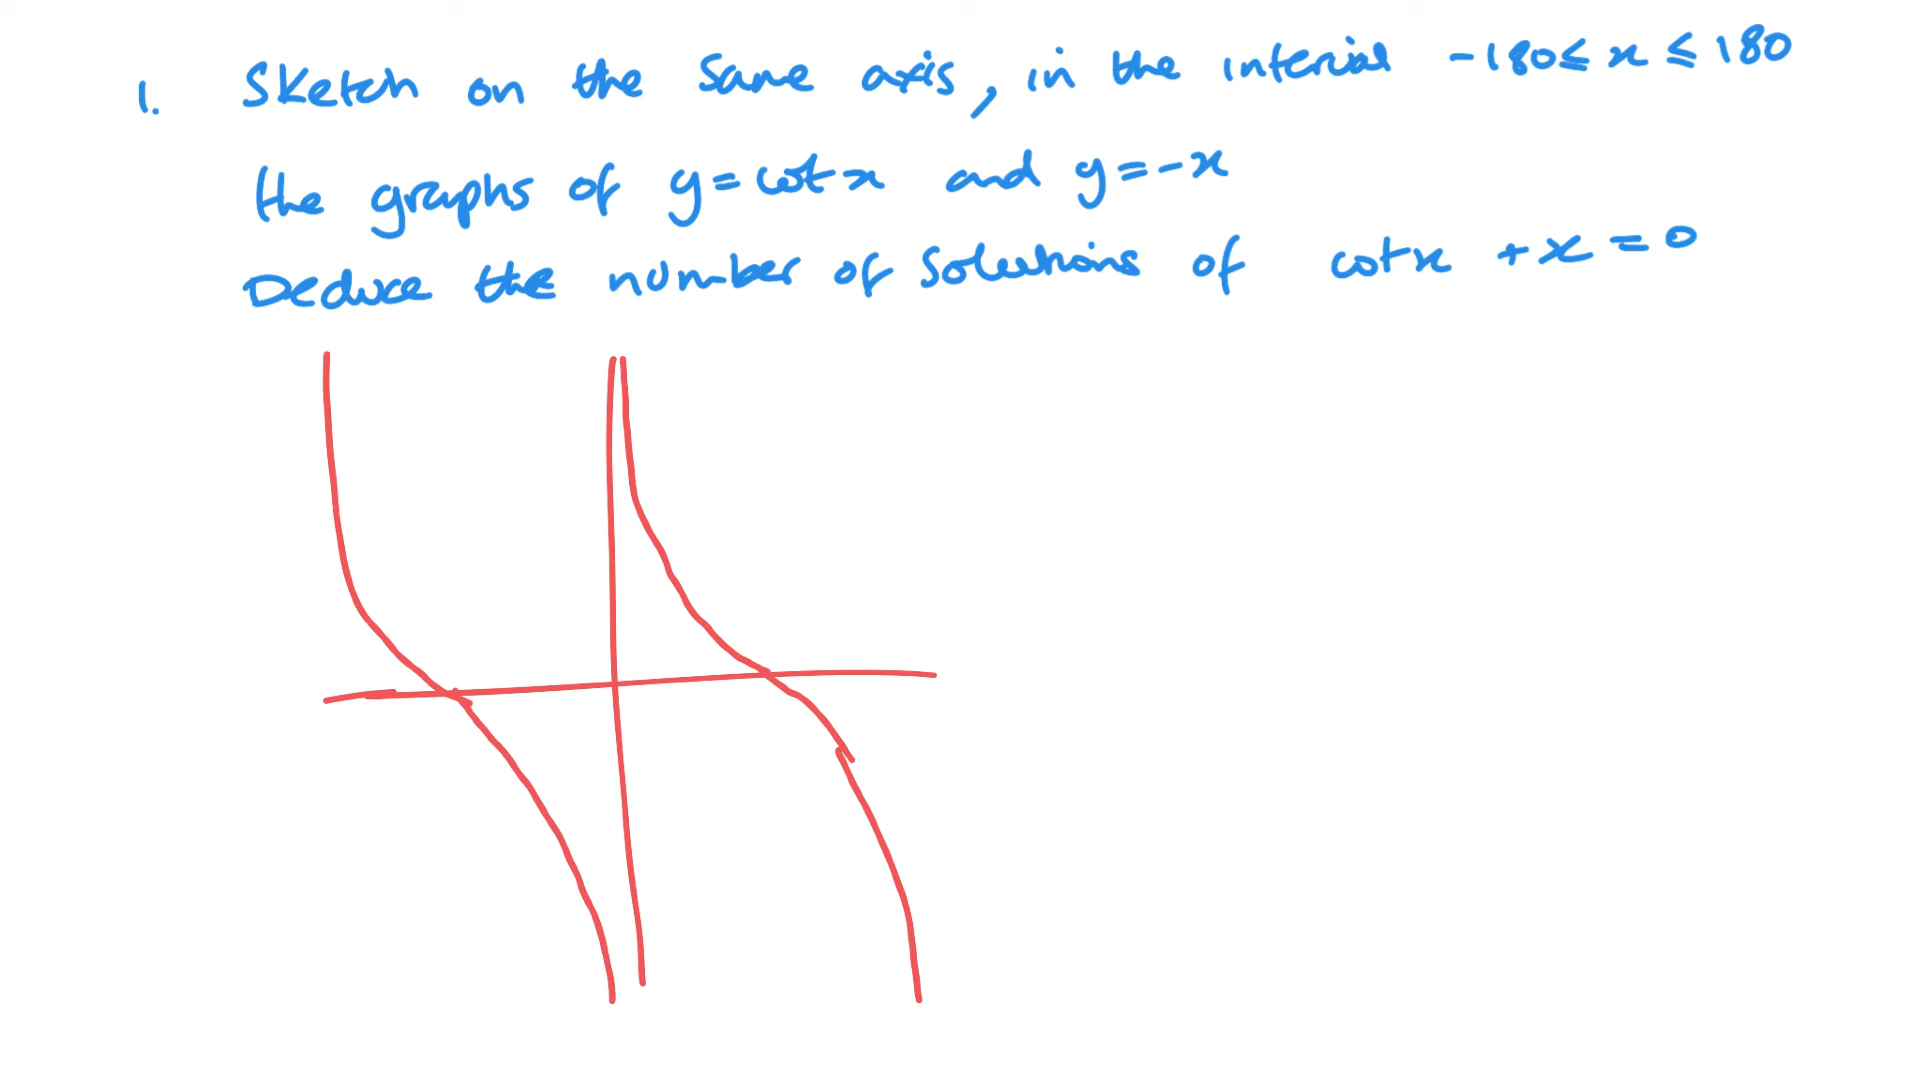 1. Sketch on the same axis, in the interval -180 ≤ x ≤ 180
the graphs of y = cot x and y = -x
Deduce the number of solutions of cot x + x = 0